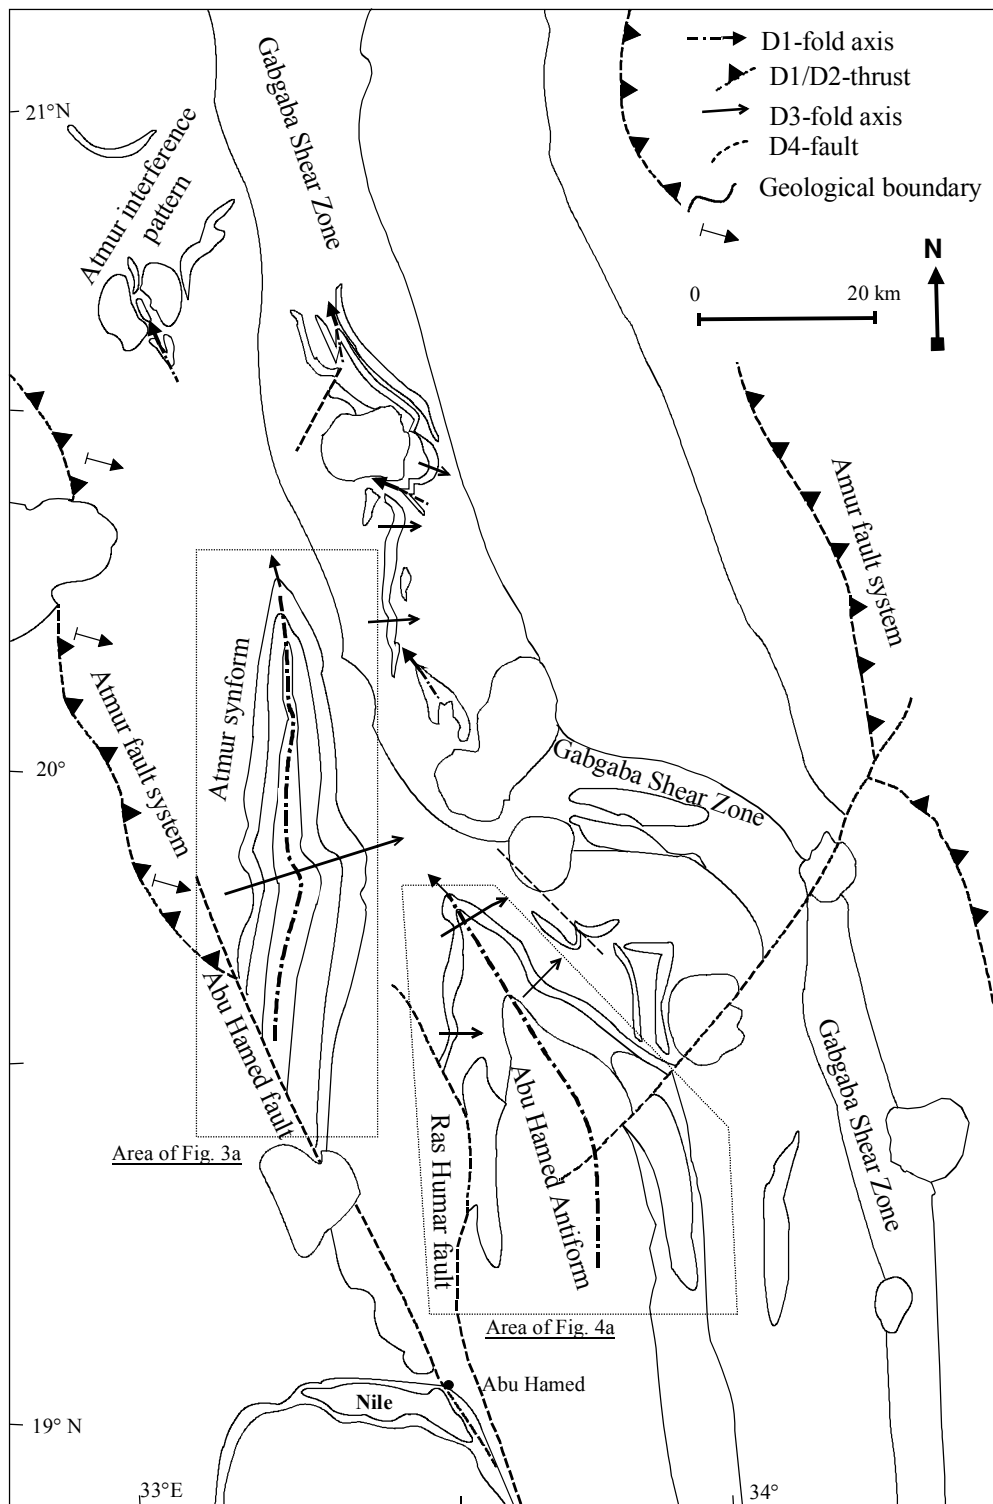 D1-fold axis
D1/D2-thrust
D3-fold axis
D4-fault
Geological boundary
N
0
20 km
21°N
Atmur interference
pattern
Gabgaba Shear Zone
Amur fault system
Atmur synform
Atmur fault system
20°
Gabgaba Shear Zone
Abu Hamed fault
Area of Fig. 3a
Ras Humar fault
Abu Hamed Antiform
Gabgaba Shear Zone
Area of Fig. 4a
Abu Hamed
Nile
19° N
33°E
34°